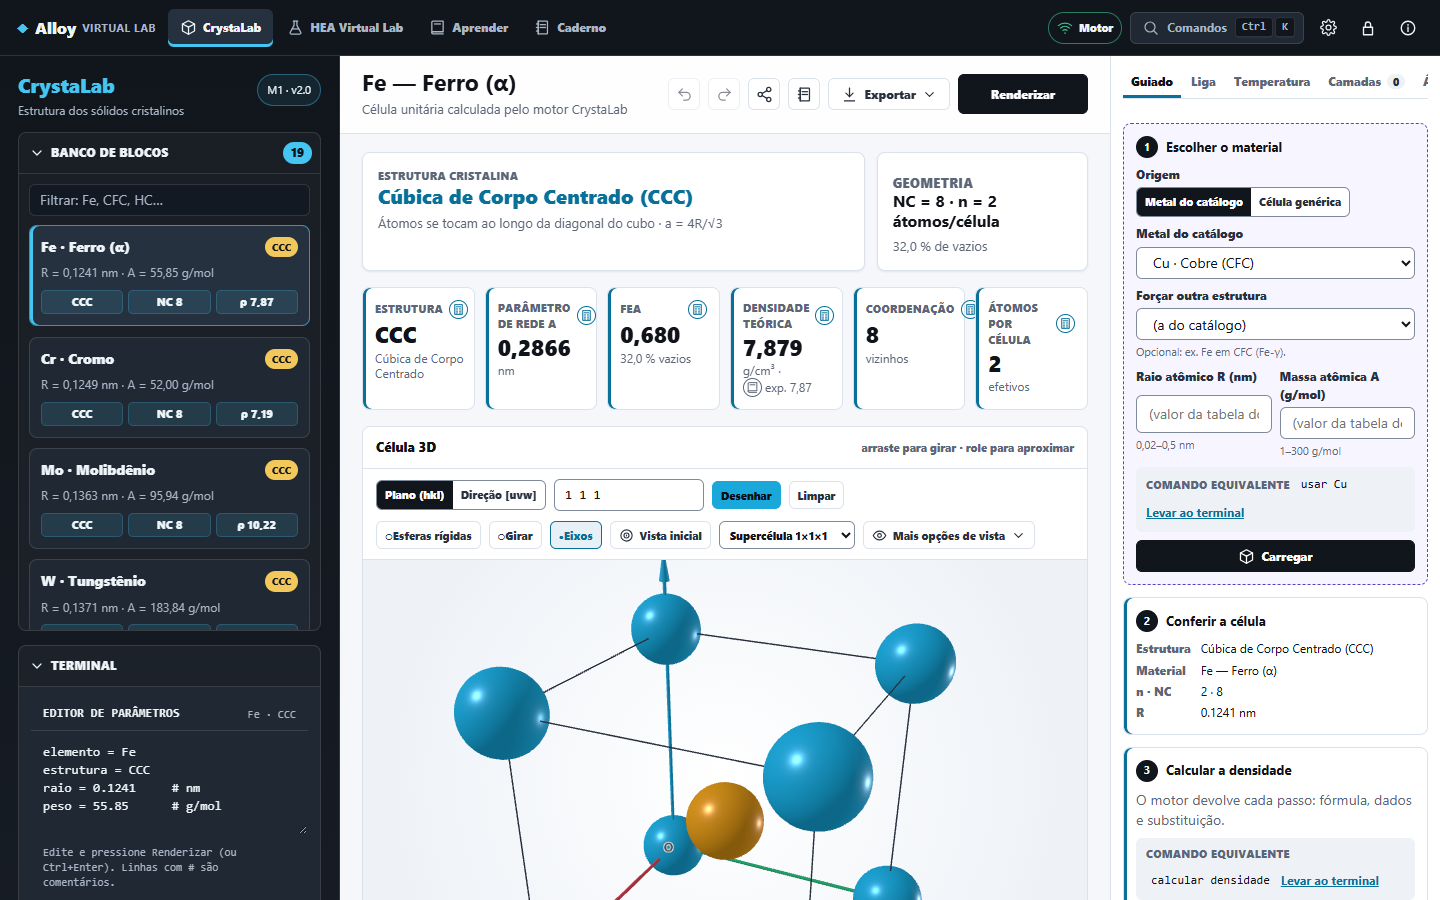 Alloy VIRTUAL LAB
CrystaLab
HEA Virtual Lab
Aprender
Caderno
Motor
Comandos Ctrl K
CrystaLab
M1 · v2.0
Estrutura dos sólidos cristalinos
BANCO DE BLOCOS 19
Filtrar: Fe, CFC, HC...
Fe · Ferro (α) CCC
R = 0,1241 nm · A = 55,85 g/mol
CCC NC 8 ρ 7,87
Cr · Cromo CCC
R = 0,1249 nm · A = 52,00 g/mol
CCC NC 8 ρ 7,19
Mo · Molibdênio CCC
R = 0,1363 nm · A = 95,94 g/mol
CCC NC 8 ρ 10,22
W · Tungstênio CCC
R = 0,1371 nm · A = 183,84 g/mol
TERMINAL
EDITOR DE PARÂMETROS Fe · CCC
elemento = Fe
estrutura = CCC
raio = 0.1241 # nm
peso = 55.85 # g/mol
Edite e pressione Renderizar (ou
Ctrl+Enter). Linhas com # são
comentários.
Fe — Ferro (α)
Célula unitária calculada pelo motor CrystaLab
Exportar
Renderizar
ESTRUTURA CRISTALINA
Cúbica de Corpo Centrado (CCC)
Átomos se tocam ao longo da diagonal do cubo · a = 4R/√3
GEOMETRIA
NC = 8 · n = 2
átomos/célula
32,0 % de vazios
ESTRUTURA
CCC
Cúbica de Corpo
Centrado
PARÂMETRO
DE REDE A
0,2866
nm
FEA
0,680
32,0 % vazios
DENSIDADE
TEÓRICA
7,879
g/cm³ ·
exp. 7,87
COORDENAÇÃO
8
vizinhos
ÁTOMOS
POR
CÉLULA
2
efetivos
Célula 3D
arraste para girar · role para aproximar
Plano (hkl) Direção [uvw] 1 1 1 Desenhar Limpar
○Esferas rígidas ○Girar •Eixos Vista inicial Supercélula 1×1×1 Mais opções de vista
Guiado Liga Temperatura Camadas 0
1 Escolher o material
Origem
Metal do catálogo Célula genérica
Metal do catálogo
Cu · Cobre (CFC)
Forçar outra estrutura
(a do catálogo)
Opcional: ex. Fe em CFC (Fe-γ).
Raio atômico R (nm)
(valor da tabela d
0,02–0,5 nm
Massa atômica A
(g/mol)
(valor da tabela d
1–300 g/mol
COMANDO EQUIVALENTE usar Cu
Levar ao terminal
Carregar
2 Conferir a célula
Estrutura Cúbica de Corpo Centrado (CCC)
Material Fe — Ferro (α)
n · NC 2 · 8
R 0.1241 nm
3 Calcular a densidade
O motor devolve cada passo: fórmula, dados
e substituição.
COMANDO EQUIVALENTE
calcular densidade Levar ao terminal